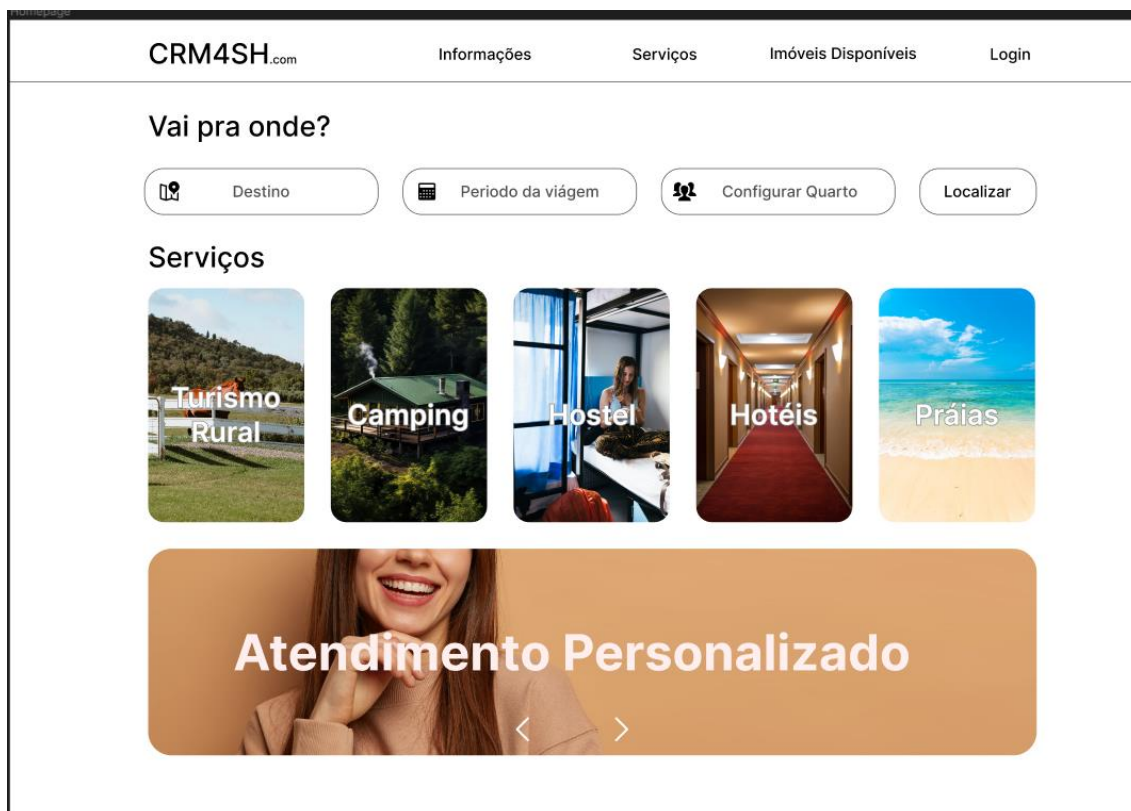 Homepage
CRM4SH.com
Informações
Serviços
Imóveis Disponíveis
Login
Vai pra onde?
Destino
Periodo da viágem
Configurar Quarto
Localizar
Serviços
Turismo
Rural
Camping
Hostel
Hotéis
Práias
Atendimento Personalizado